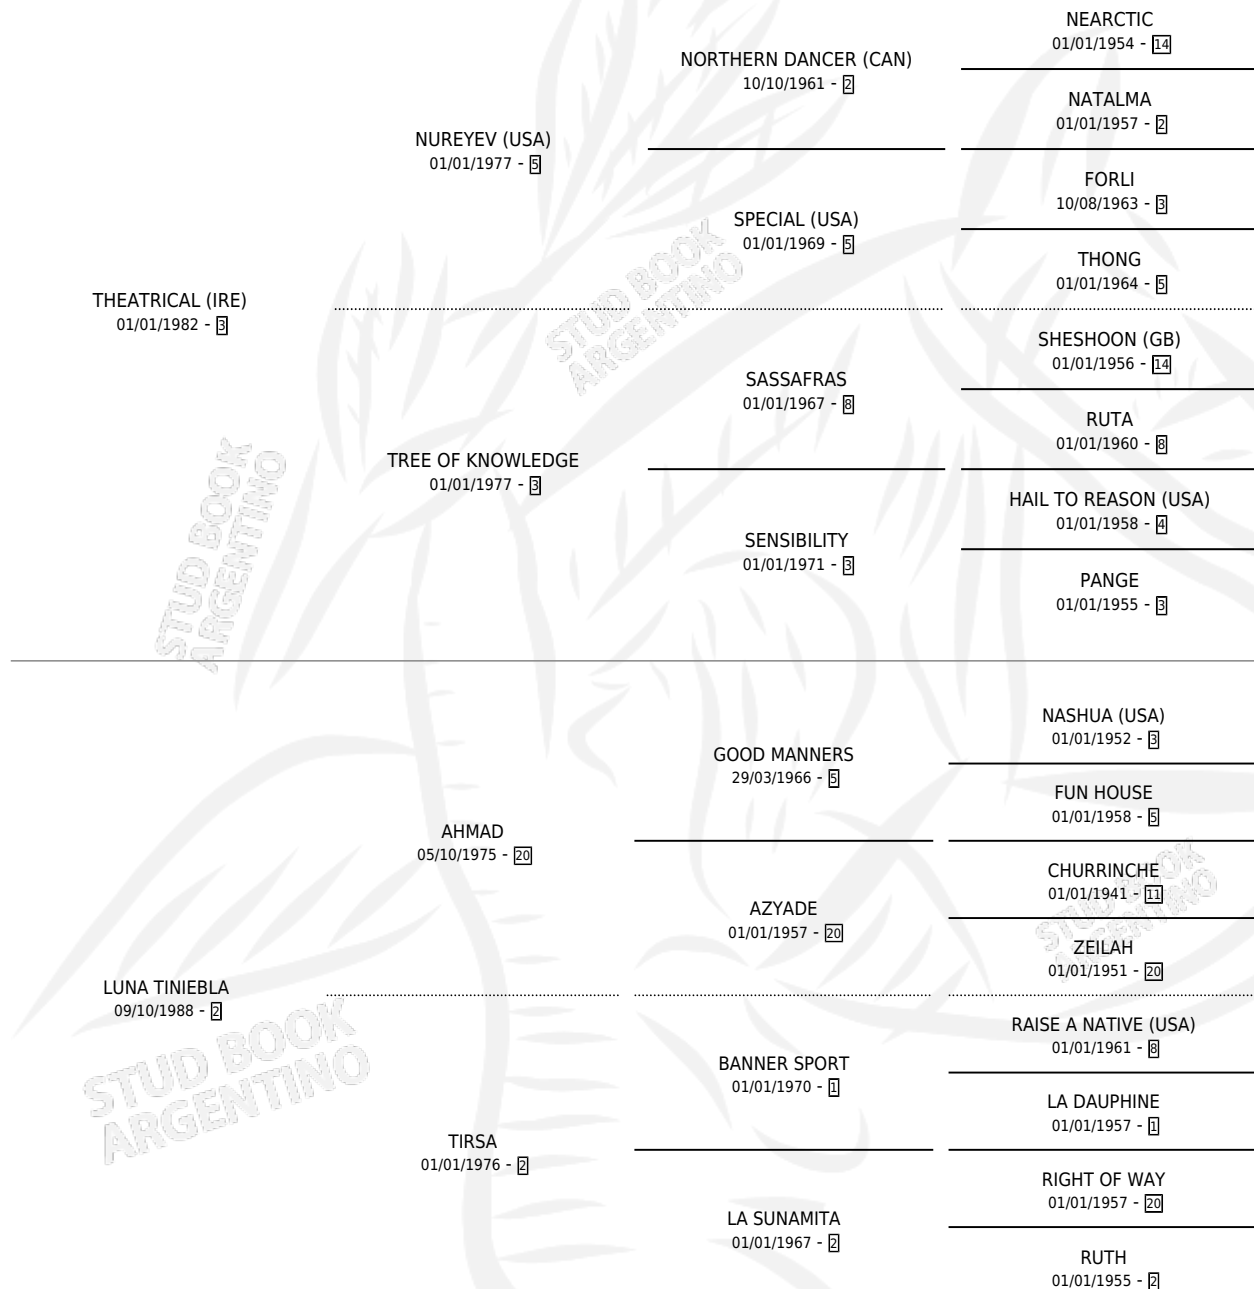 NEARCTIC
01/01/1954 - 14
NORTHERN DANCER (CAN)
10/10/1961 - 2
NATALMA
01/01/1957 - 2
NUREYEV (USA)
01/01/1977 - 5
FORLI
10/08/1963 - 3
SPECIAL (USA)
01/01/1969 - 5
THONG
01/01/1964 - 5
THEATRICAL (IRE)
01/01/1982 - 3
SHESHOON (GB)
01/01/1956 - 14
SASSAFRAS
01/01/1967 - 8
RUTA
01/01/1960 - 8
TREE OF KNOWLEDGE
01/01/1977 - 3
HAIL TO REASON (USA)
01/01/1958 - 4
SENSIBILITY
01/01/1971 - 3
PANGE
01/01/1955 - 3
STUD BOOK
ARGENTINO
STUD BOOK
ARGENTINO
NASHUA (USA)
01/01/1952 - 3
GOOD MANNERS
29/03/1966 - 5
FUN HOUSE
01/01/1958 - 5
AHMAD
05/10/1975 - 20
CHURRINCHE
01/01/1941 - 11
AZYADE
01/01/1957 - 20
ZEILAH
01/01/1951 - 20
STUD BOOK
ARGENTINO
LUNA TINIEBLA
09/10/1988 - 2
RAISE A NATIVE (USA)
01/01/1961 - 8
BANNER SPORT
01/01/1970 - 1
LA DAUPHINE
01/01/1957 - 1
STUD BOOK
ARGENTINO
TIRSA
01/01/1976 - 2
RIGHT OF WAY
01/01/1957 - 20
LA SUNAMITA
01/01/1967 - 2
RUTH
01/01/1955 - 2